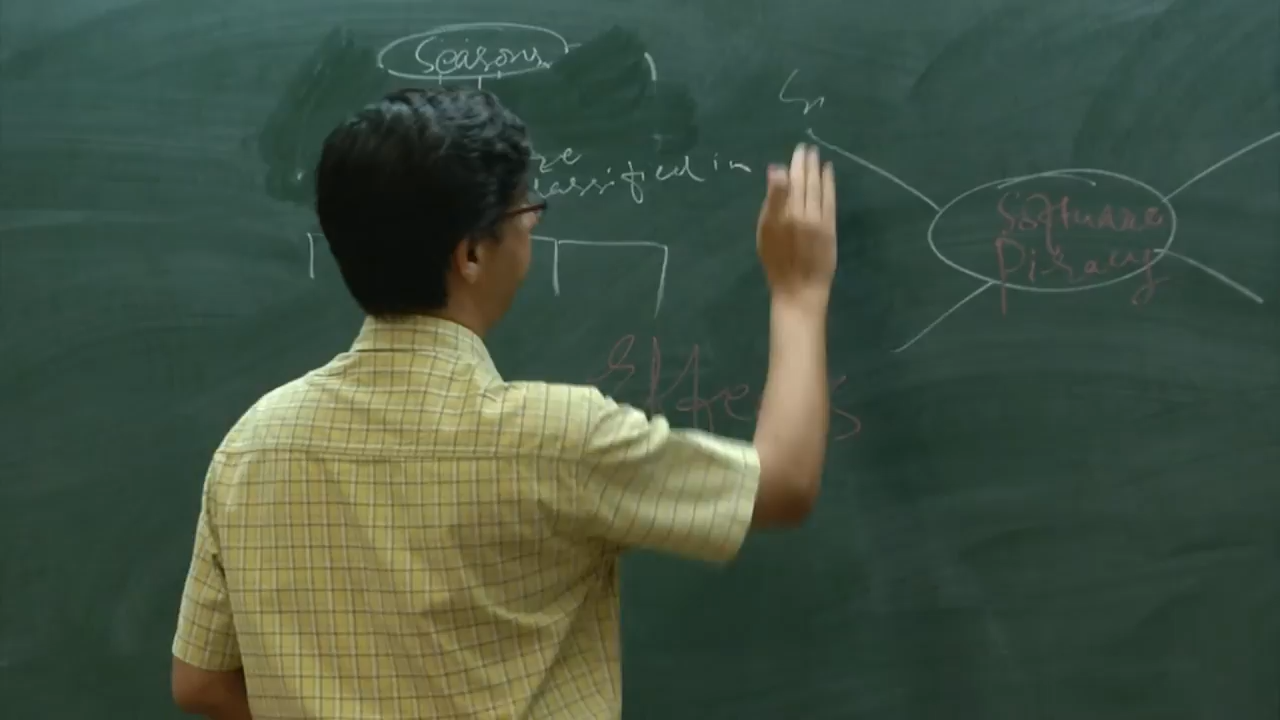 Seasons
classified in
Software
Piracy
Effects